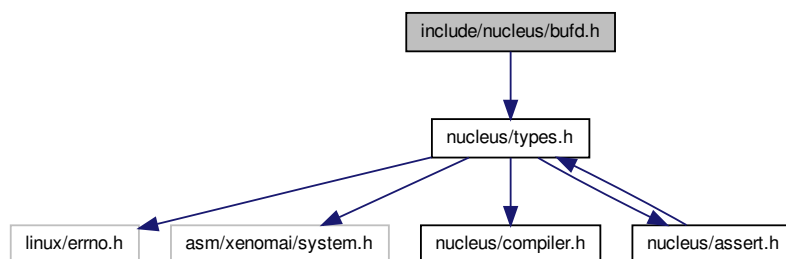 include/nucleus/bufd.h
nucleus/types.h
linux/errno.h
asm/xenomai/system.h
nucleus/compiler.h
nucleus/assert.h